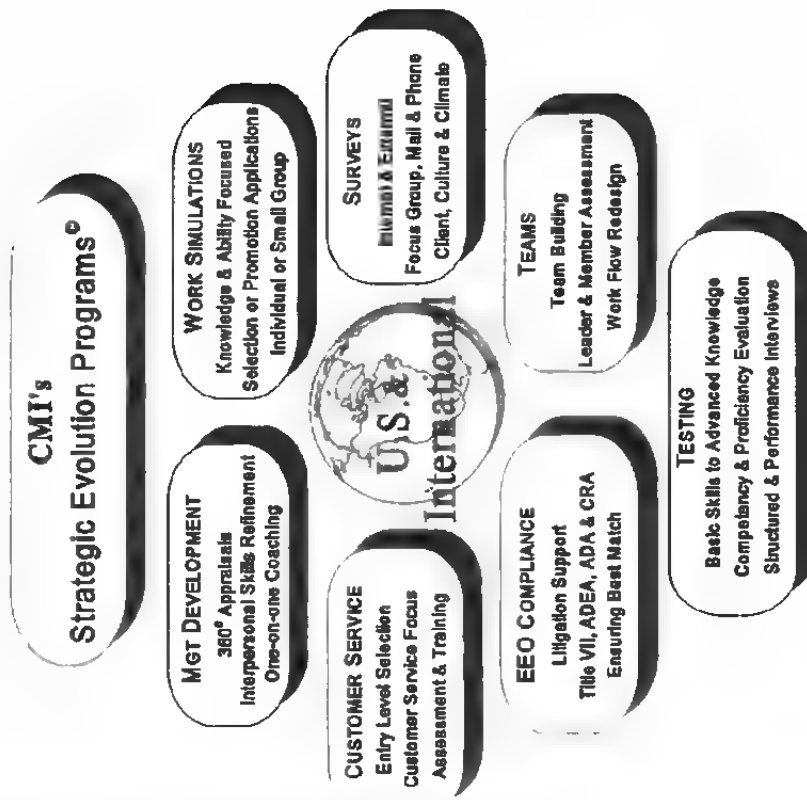 CMI's
Strategic Evolution Programs©
MGT DEVELOPMENT
360° Appraisals
Interpersonal Skills Refinement
One-on-one Coaching
WORK SIMULATIONS
Knowledge & Ability Focused
Selection or Promotion Applications
Individual or Small Group
CUSTOMER SERVICE
Entry Level Selection
Customer Service Focus
Assessment & Training
U.S. &
International
SURVEYS
Internal & External
Focus Group, Mail & Phone
Client, Culture & Climate
EEO COMPLIANCE
Litigation Support
Title VII, ADEA, ADA & CRA
Ensuring Best Match
TEAMS
Team Building
Leader & Member Assessment
Work Flow Redesign
TESTING
Basic Skills to Advanced Knowledge
Competency & Proficiency Evaluation
Structured & Performance Interviews